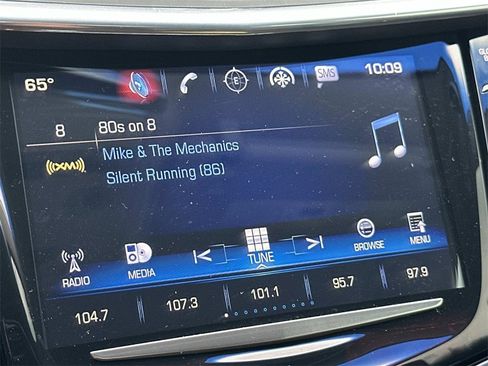 65°
E
SMS
10:09
8 80s on 8
((XM))
Mike & The Mechanics
Silent Running (86)
RADIO
MEDIA
TUNE
BROWSE
MENU
104.7 107.3 101.1 95.7 97.9